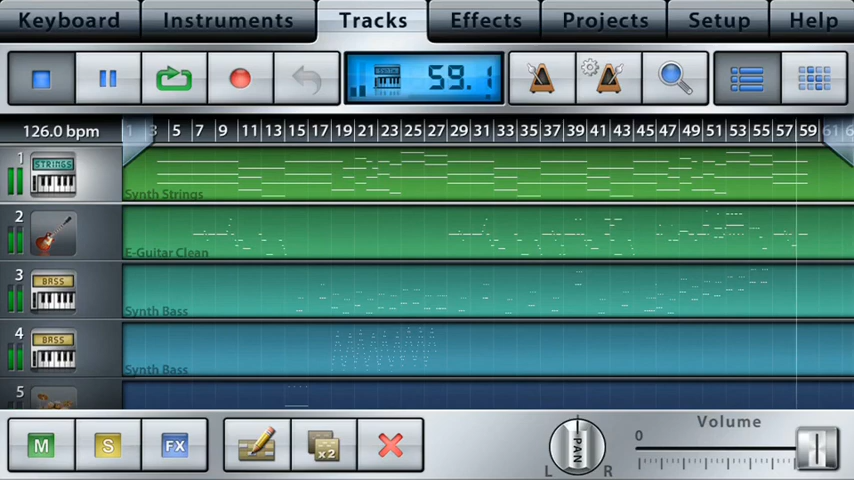 Keyboard Instruments Tracks Effects Projects Setup Help
59.1
126.0 bpm 1 3 5 7 9 11 13 15 17 19 21 23 25 27 29 31 33 35 37 39 41 43 45 47 49 51 53 55 57 59 61 6
1
STRINGS
Synth Strings
2
E-Guitar Clean
3
BASS
Synth Bass
4
BASS
Synth Bass
5
M S FX x2
PAN
L R
Volume
0